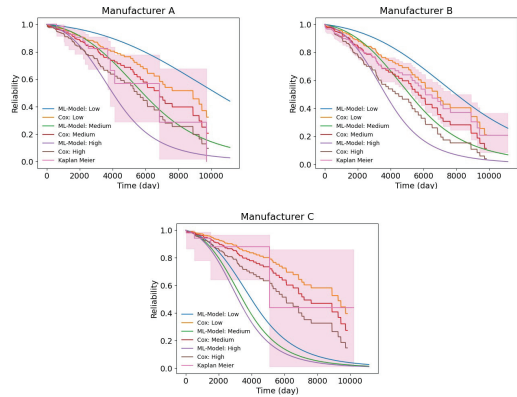 Manufacturer A
Reliability
1.0
0.8
0.6
0.4
0.2
0.0
ML-Model: Low
Cox: Low
ML-Model: Medium
Cox: Medium
ML-Model: High
Cox: High
Kaplan Meier
0 2000 4000 6000 8000 10000
Time (day)
Manufacturer B
Reliability
1.0
0.8
0.6
0.4
0.2
0.0
ML-Model: Low
Cox: Low
ML-Model: Medium
Cox: Medium
ML-Model: High
Cox: High
Kaplan Meier
0 2000 4000 6000 8000 10000
Time (day)
Manufacturer C
Reliability
1.0
0.8
0.6
0.4
0.2
0.0
ML-Model: Low
Cox: Low
ML-Model: Medium
Cox: Medium
ML-Model: High
Cox: High
Kaplan Meier
0 2000 4000 6000 8000 10000
Time (day)